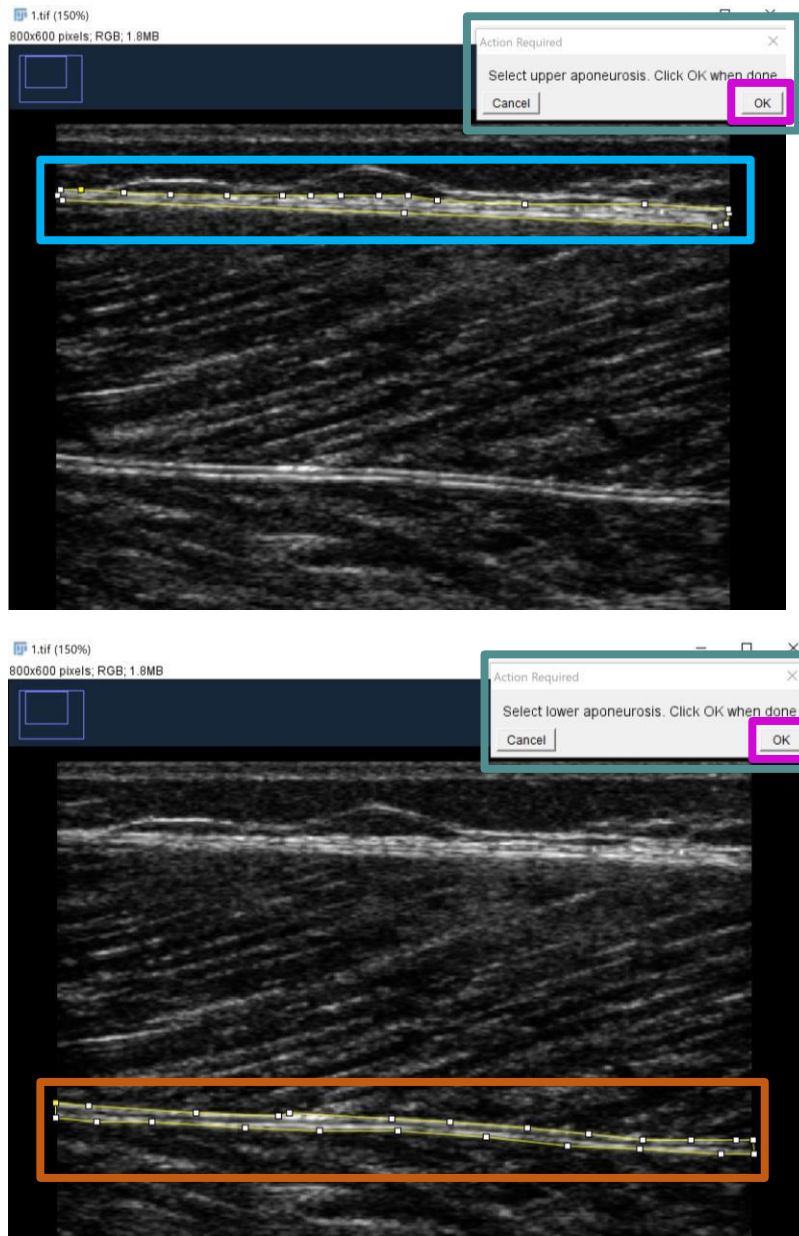 1.tif (150%)
800x600 pixels; RGB; 1.8MB
Action Required
Select upper aponeurosis. Click OK when done
Cancel
OK
1.tif (150%)
800x600 pixels; RGB; 1.8MB
Action Required
Select lower aponeurosis. Click OK when done
Cancel
OK